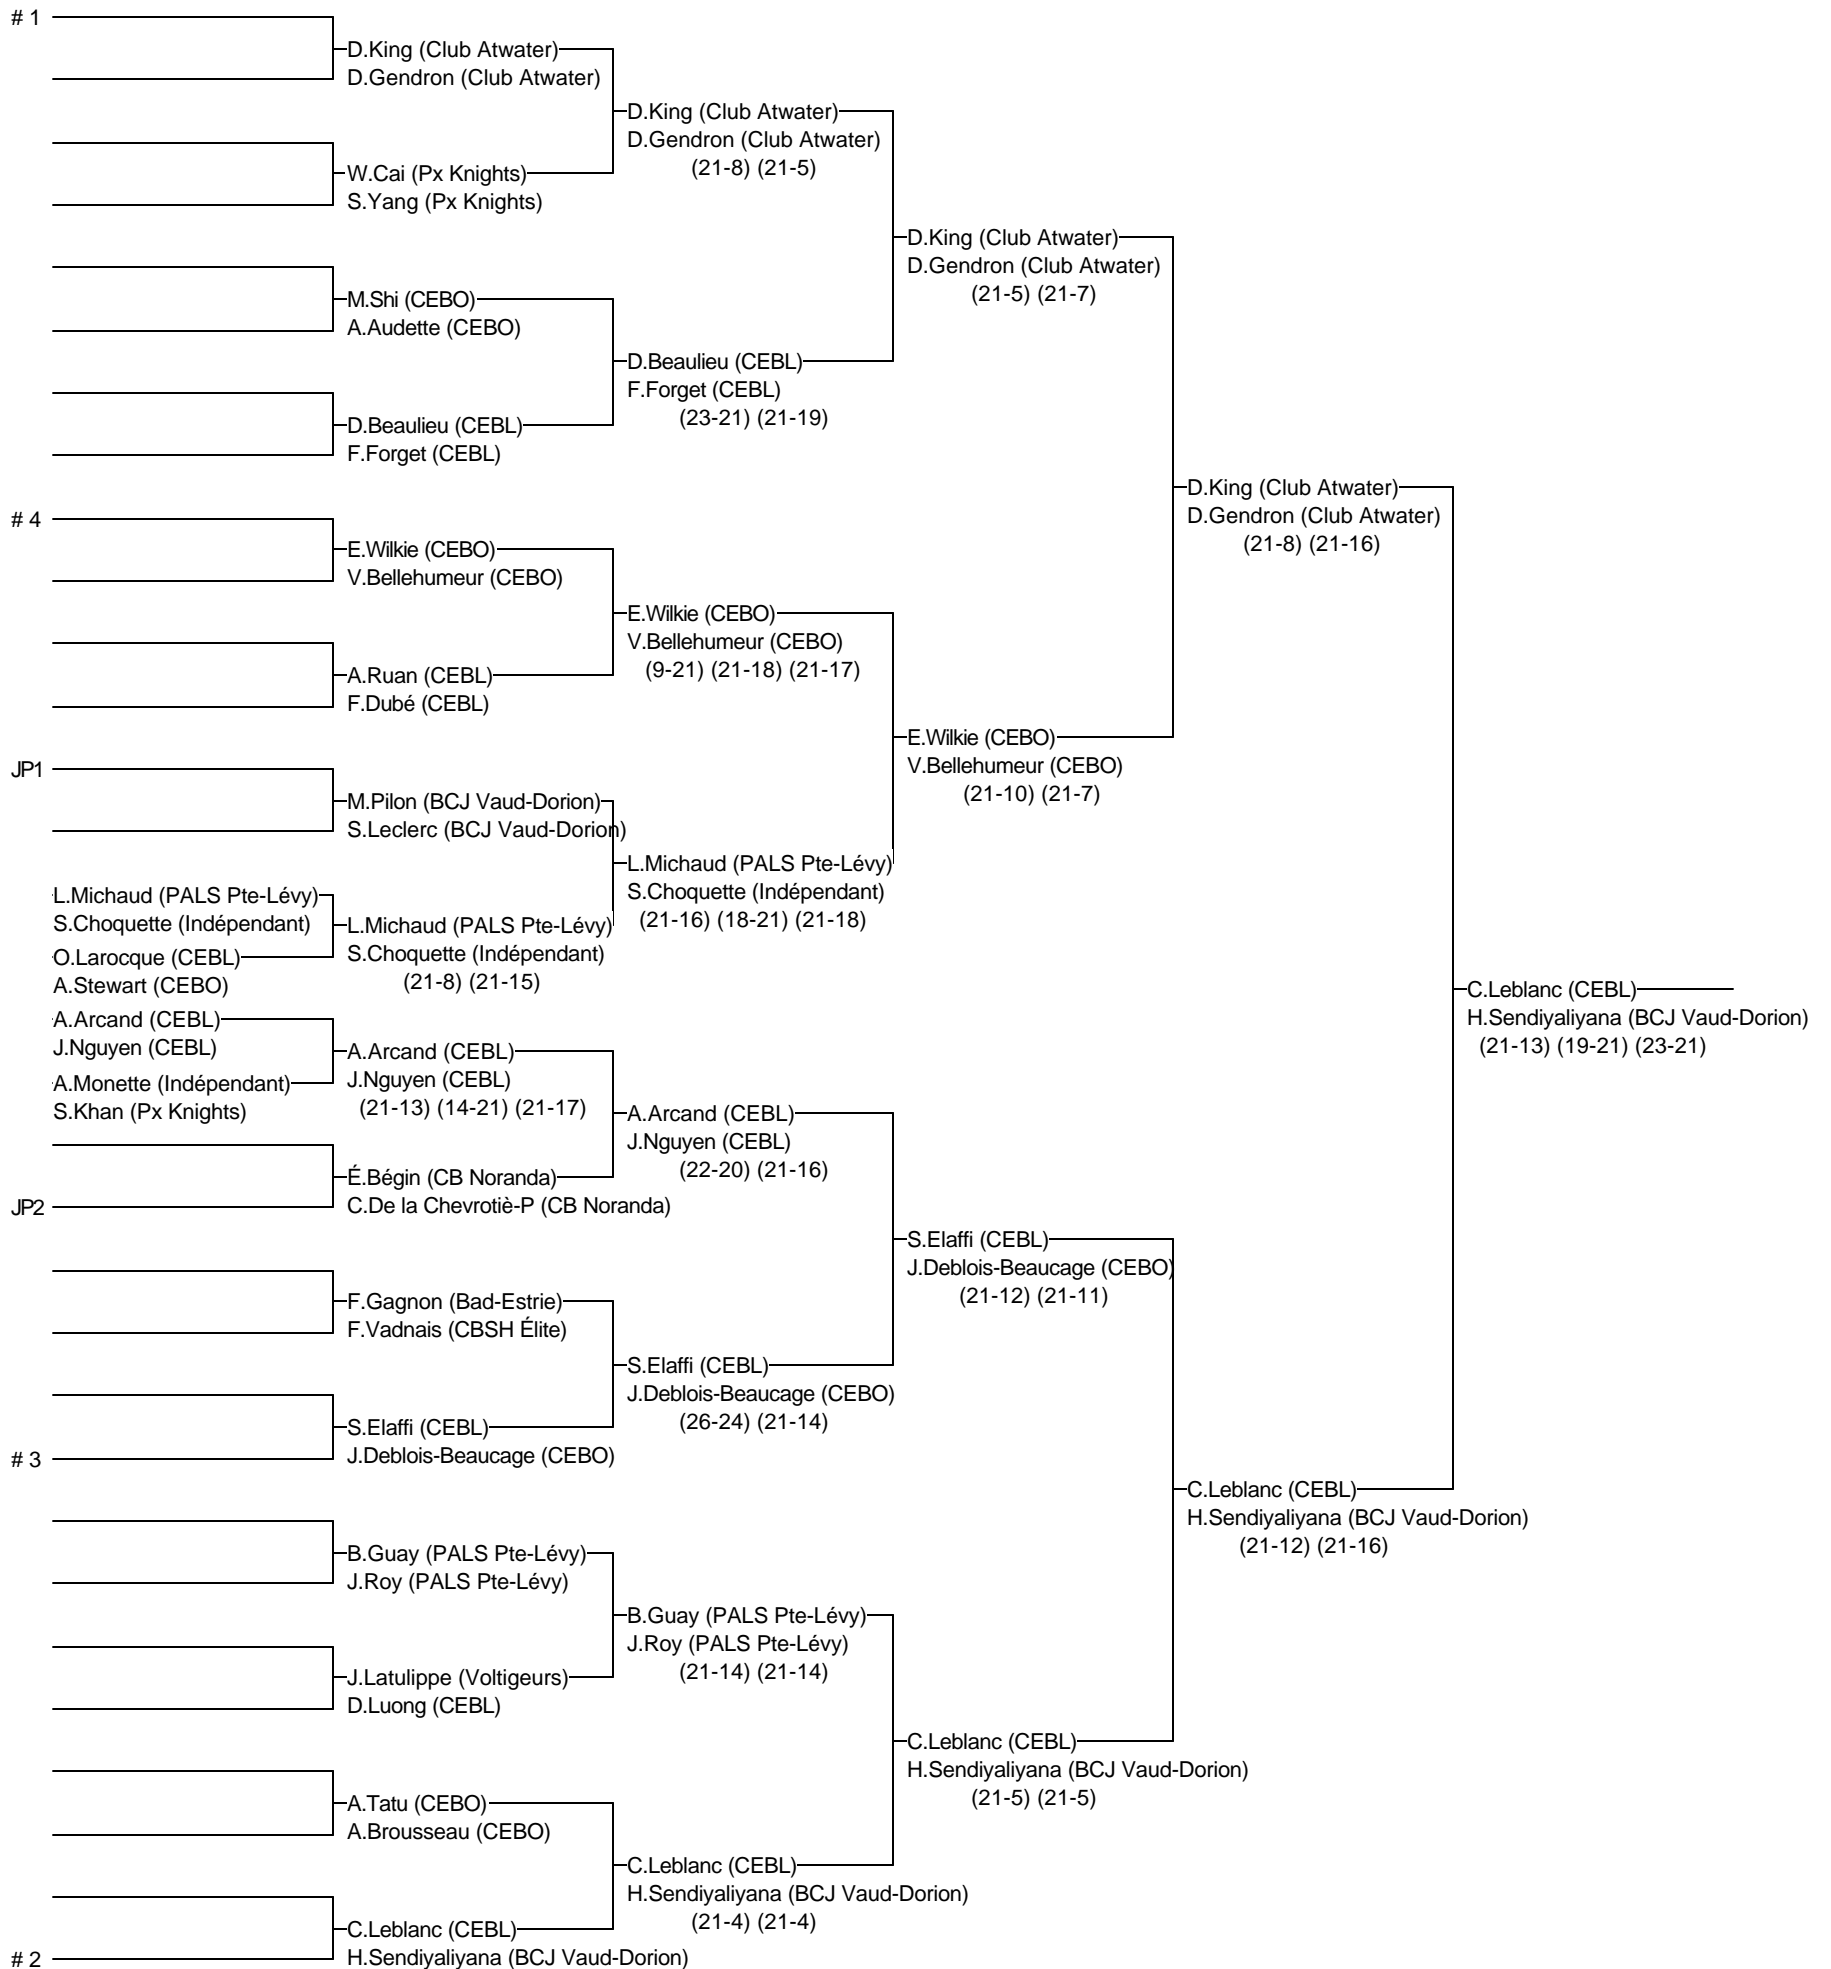 # 1
D.King (Club Atwater)
D.Gendron (Club Atwater)
D.King (Club Atwater)
D.Gendron (Club Atwater)
(21-8) (21-5)
W.Cai (Px Knights)
S.Yang (Px Knights)
D.King (Club Atwater)
D.Gendron (Club Atwater)
(21-5) (21-7)
M.Shi (CEBO)
A.Audette (CEBO)
D.Beaulieu (CEBL)
F.Forget (CEBL)
(23-21) (21-19)
D.Beaulieu (CEBL)
F.Forget (CEBL)
D.King (Club Atwater)
D.Gendron (Club Atwater)
(21-8) (21-16)
# 4
E.Wilkie (CEBO)
V.Bellehumeur (CEBO)
E.Wilkie (CEBO)
V.Bellehumeur (CEBO)
(9-21) (21-18) (21-17)
A.Ruan (CEBL)
F.Dubé (CEBL)
E.Wilkie (CEBO)
V.Bellehumeur (CEBO)
(21-10) (21-7)
JP1
M.Pilon (BCJ Vaud-Dorion)
S.Leclerc (BCJ Vaud-Dorion)
L.Michaud (PALS Pte-Lévy)
S.Choquette (Indépendant)
(21-16) (18-21) (21-18)
L.Michaud (PALS Pte-Lévy)
S.Choquette (Indépendant)
L.Michaud (PALS Pte-Lévy)
S.Choquette (Indépendant)
(21-8) (21-15)
O.Larocque (CEBL)
A.Stewart (CEBO)
C.Leblanc (CEBL)
H.Sendiyaliyana (BCJ Vaud-Dorion)
(21-13) (19-21) (23-21)
A.Arcand (CEBL)
J.Nguyen (CEBL)
A.Arcand (CEBL)
J.Nguyen (CEBL)
(21-13) (14-21) (21-17)
A.Monette (Indépendant)
S.Khan (Px Knights)
A.Arcand (CEBL)
J.Nguyen (CEBL)
(22-20) (21-16)
É.Bégin (CB Noranda)
C.De la Chevrotiè-P (CB Noranda)
JP2
S.Elaffi (CEBL)
J.Deblois-Beaucage (CEBO)
(21-12) (21-11)
F.Gagnon (Bad-Estrie)
F.Vadnais (CBSH Élite)
S.Elaffi (CEBL)
J.Deblois-Beaucage (CEBO)
(26-24) (21-14)
S.Elaffi (CEBL)
J.Deblois-Beaucage (CEBO)
# 3
C.Leblanc (CEBL)
H.Sendiyaliyana (BCJ Vaud-Dorion)
(21-12) (21-16)
B.Guay (PALS Pte-Lévy)
J.Roy (PALS Pte-Lévy)
B.Guay (PALS Pte-Lévy)
J.Roy (PALS Pte-Lévy)
(21-14) (21-14)
J.Latulippe (Voltigeurs)
D.Luong (CEBL)
C.Leblanc (CEBL)
H.Sendiyaliyana (BCJ Vaud-Dorion)
(21-5) (21-5)
A.Tatu (CEBO)
A.Brousseau (CEBO)
C.Leblanc (CEBL)
H.Sendiyaliyana (BCJ Vaud-Dorion)
(21-4) (21-4)
C.Leblanc (CEBL)
H.Sendiyaliyana (BCJ Vaud-Dorion)
# 2